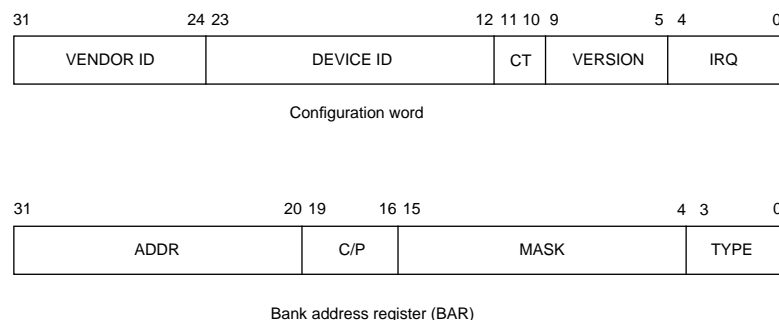 31 24 23 12 11 10 9 5 4 0
VENDOR ID DEVICE ID CT VERSION IRQ
Configuration word
31 20 19 16 15 4 3 0
ADDR C/P MASK TYPE
Bank address register (BAR)